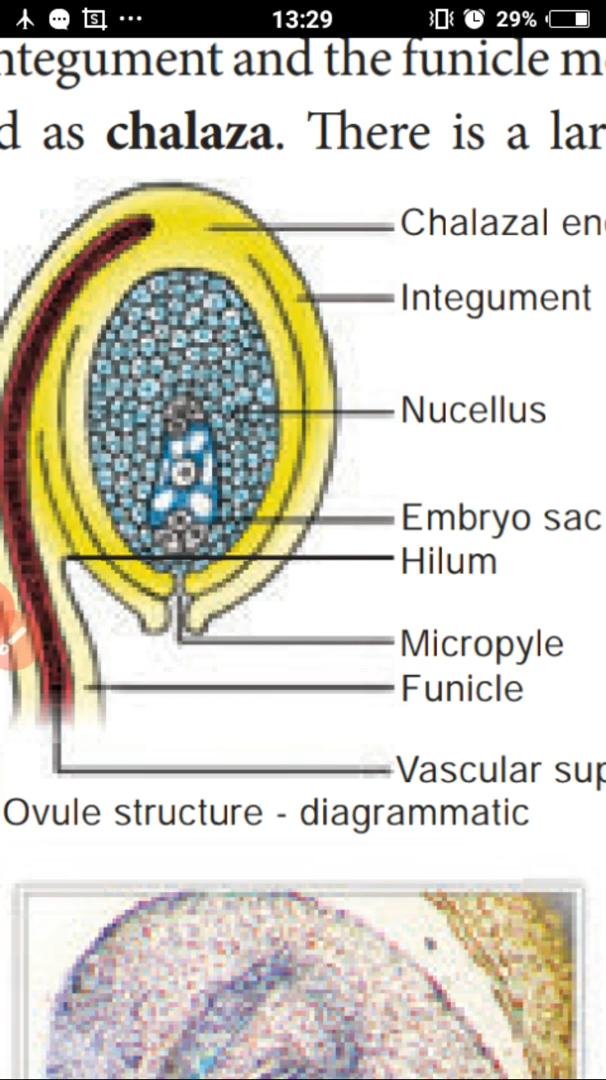 13:29
29%
ntegument and the funicle m
d as chalaza. There is a lar
Chalazal en
Integument
Nucellus
Embryo sac
Hilum
Micropyle
Funicle
Vascular sup
Ovule structure - diagrammatic